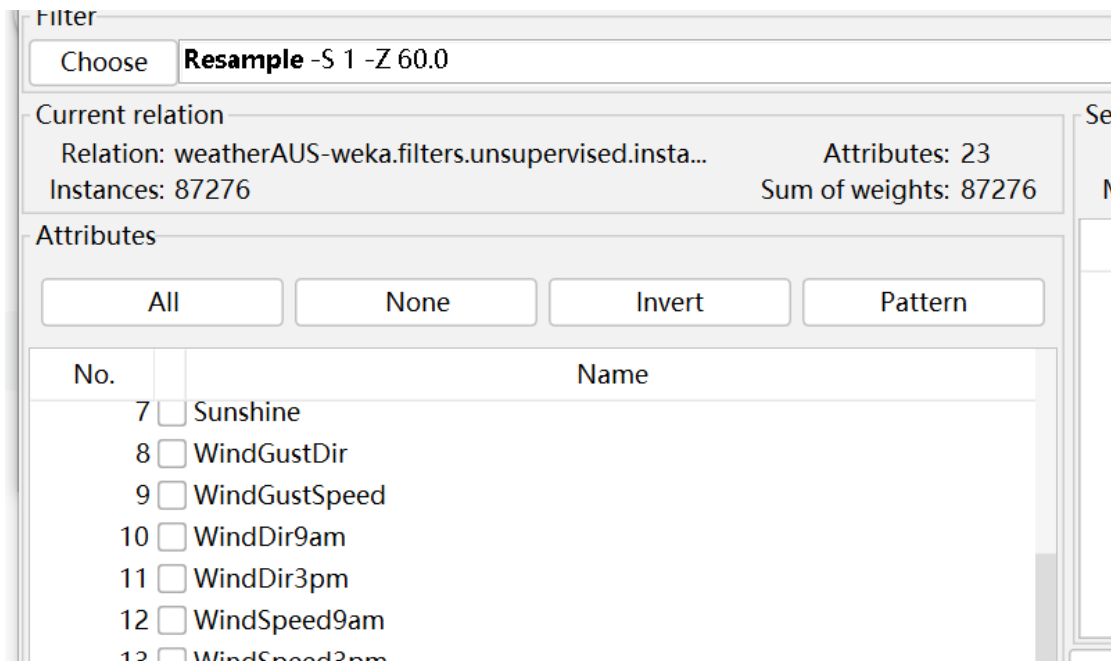 Filter
Choose Resample -S 1 -Z 60.0
Current relation
Relation: weatherAUS-weka.filters.unsupervised.insta... Attributes: 23
Instances: 87276 Sum of weights: 87276
Attributes
All None Invert Pattern
No. Name
7 Sunshine
8 WindGustDir
9 WindGustSpeed
10 WindDir9am
11 WindDir3pm
12 WindSpeed9am
13 WindSpeed3pm